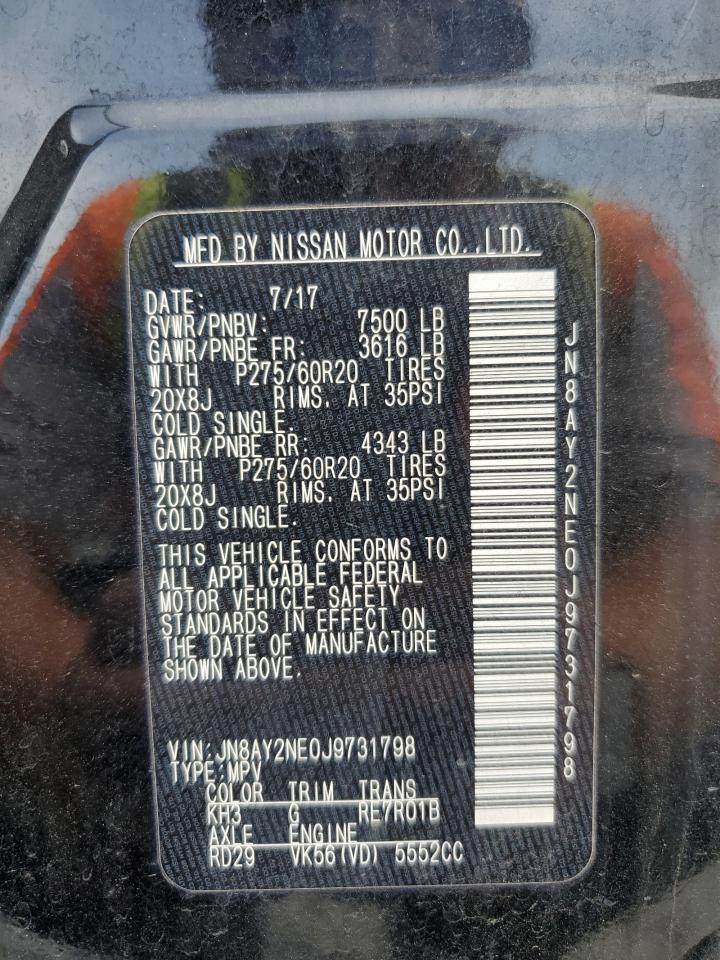 MFD BY NISSAN MOTOR CO.,LTD.
DATE: 7/17
GVWR/PNBV: 7500 LB
GAWR/PNBE FR: 3616 LB
WITH P275/60R20 TIRES
20X8J RIMS. AT 35PSI
COLD SINGLE.
GAWR/PNBE RR: 4343 LB
WITH P275/60R20 TIRES
20X8J RIMS. AT 35PSI
COLD SINGLE.
THIS VEHICLE CONFORMS TO
ALL APPLICABLE FEDERAL
MOTOR VEHICLE SAFETY
STANDARDS IN EFFECT ON
THE DATE OF MANUFACTURE
SHOWN ABOVE.
VIN:JN8AY2NE0J9731798
TYPE:MPV
COLOR TRIM TRANS
KH3 G RE7R01B
AXLE ENGINE
RD29 VK56(VD) 5552CC
JN8AY2NE0J9731798